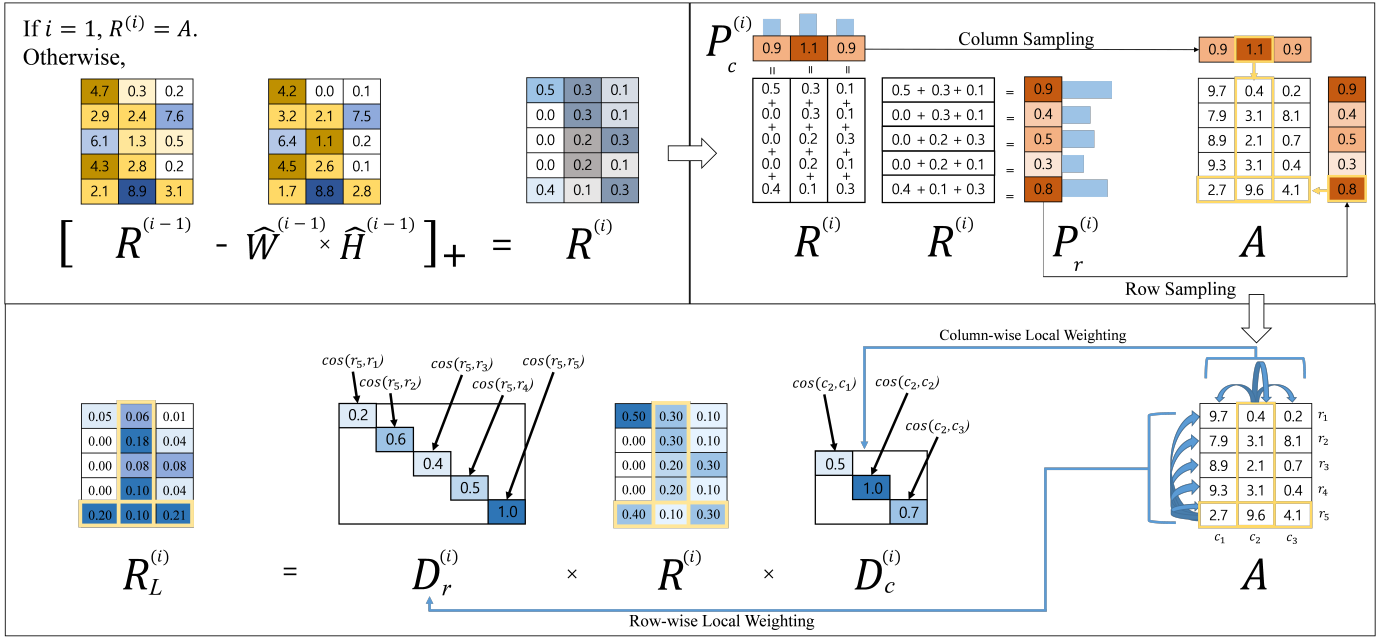 If i = 1, R^(i) = A.
Otherwise,
4.7 0.3 0.2
2.9 2.4 7.6
6.1 1.3 0.5
4.3 2.8 0.2
2.1 8.9 3.1
4.2 0.0 0.1
3.2 2.1 7.5
6.4 1.1 0.2
4.5 2.6 0.1
1.7 8.8 2.8
0.5 0.3 0.1
0.0 0.3 0.1
0.0 0.2 0.3
0.0 0.2 0.1
0.4 0.1 0.3
[ R^(i − 1) - Ŵ^(i−1) × Ĥ^(i−1) ]₊ = R^(i)
P_c^(i)
0.9 1.1 0.9
Column Sampling
0.9 1.1 0.9
= = =
0.5 0.3 0.1
+ + +
0.0 0.3 0.1
+ + +
0.0 0.2 0.3
+ + +
0.0 0.2 0.1
+ + +
0.4 0.1 0.3
0.5 + 0.3 + 0.1 = 0.9
0.0 + 0.3 + 0.1 = 0.4
0.0 + 0.2 + 0.3 = 0.5
0.0 + 0.2 + 0.1 = 0.3
0.4 + 0.1 + 0.3 = 0.8
9.7 0.4 0.2 0.9
7.9 3.1 8.1 0.4
8.9 2.1 0.7 0.5
9.3 3.1 0.4 0.3
2.7 9.6 4.1 0.8
R^(i) R^(i) P_r^(i) A
Row Sampling
Column-wise Local Weighting
0.05 0.06 0.01
0.00 0.18 0.04
0.00 0.08 0.08
0.00 0.10 0.04
0.20 0.10 0.21
cos(r₅,r₁)
cos(r₅,r₂)
cos(r₅,r₃)
cos(r₅,r₄)
cos(r₅,r₅)
0.2
0.6
0.4
0.5
1.0
0.50 0.30 0.10
0.00 0.30 0.10
0.00 0.20 0.30
0.00 0.20 0.10
0.40 0.10 0.30
cos(c₂,c₁)
cos(c₂,c₂)
cos(c₂,c₃)
0.5
1.0
0.7
9.7 0.4 0.2 r₁
7.9 3.1 8.1 r₂
8.9 2.1 0.7 r₃
9.3 3.1 0.4 r₄
2.7 9.6 4.1 r₅
c₁ c₂ c₃
R_L^(i) = D_r^(i) × R^(i) × D_c^(i) A
Row-wise Local Weighting